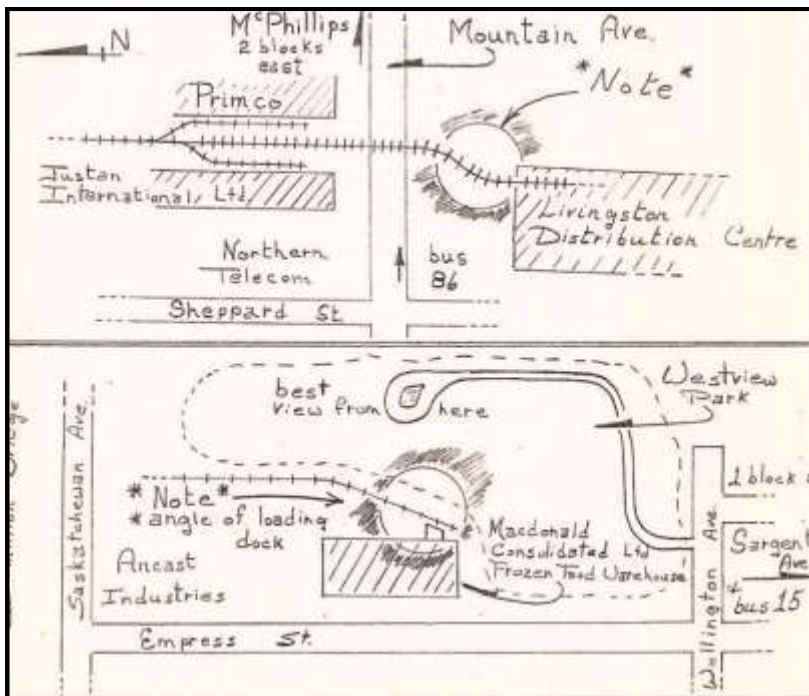 N
McPhillips
2 blocks
east
Mountain Ave.
*Note*
Primco
Justan
International, Ltd.
Livingston
Distribution Centre
Northern
Telecom
bus
86
Sheppard St.
Saskatchewan Ave.
best
view from here
Westview
Park
*Note*
*angle of loading
dock
Ancast
Industries
Macdonald
Consolidated Ltd
Frozen Food Warehouse
1 block
Sargent
Ave
bus 15
Wellington Ave.
Empress St.